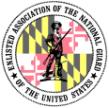 ENLISTED ASSOCIATION OF THE NATIONAL GUARD
OF THE UNITED STATES